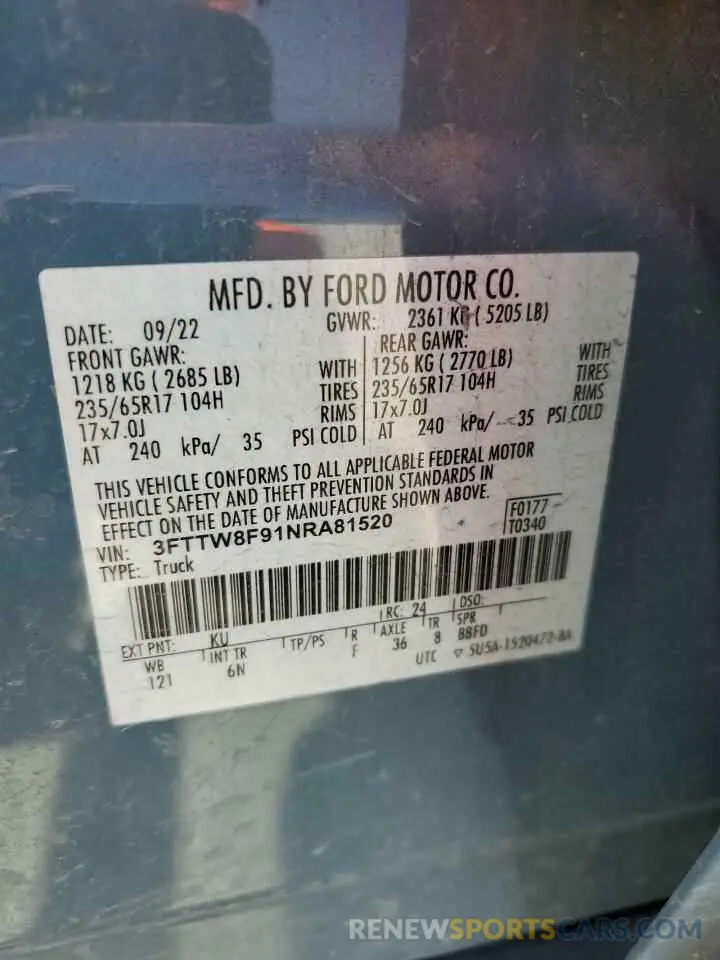 MFD. BY FORD MOTOR CO.
DATE: 09/22 GVWR: 2361 KG ( 5205 LB)
FRONT GAWR: REAR GAWR:
1218 KG ( 2685 LB) WITH 1256 KG ( 2770 LB) WITH
235/65R17 104H TIRES 235/65R17 104H TIRES
17x7.0J RIMS 17x7.0J RIMS
AT 240 kPa/ 35 PSI COLD AT 240 kPa/ 35 PSI COLD
THIS VEHICLE CONFORMS TO ALL APPLICABLE FEDERAL MOTOR
VEHICLE SAFETY AND THEFT PREVENTION STANDARDS IN
EFFECT ON THE DATE OF MANUFACTURE SHOWN ABOVE.
VIN: 3FTTW8F91NRA81520 F0177
TYPE: Truck T0340
EXT PNT: KU RC: 24 DSO:
WB INT TR TP/PS R AXLE TR SPR
121 6N F 36 8 BBFD
UTC 5U5A-1520472-BA
RENEWSPORTSCARS.COM